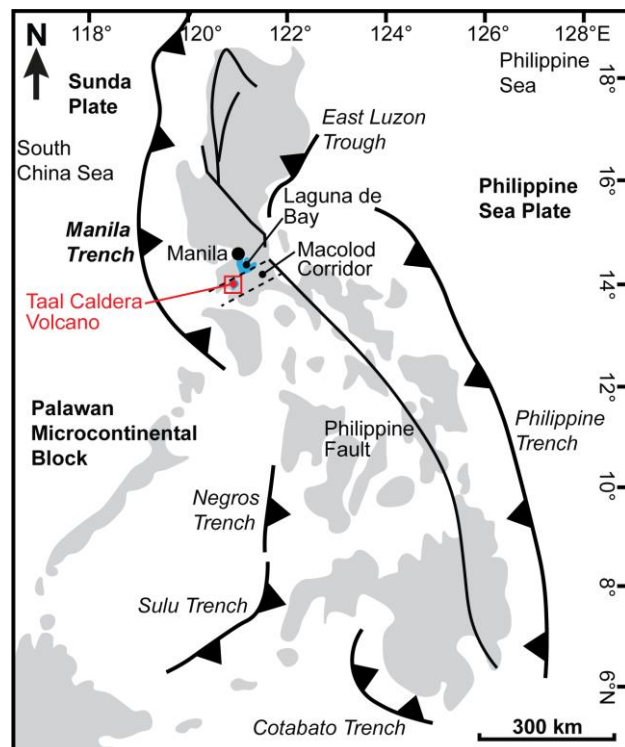 118° 120° 122° 124° 126° 128°E
N
Philippine
Sea
18°
Sunda
Plate
East Luzon
Trough
South
China Sea
16°
Laguna de
Bay
Philippine
Sea Plate
Manila
Trench
Manila
Macolod
Corridor
14°
Taal Caldera
Volcano
12°
Palawan
Microcontinental
Block
Philippine
Fault
Philippine
Trench
10°
Negros
Trench
8°
Sulu Trench
6°N
Cotabato Trench
300 km